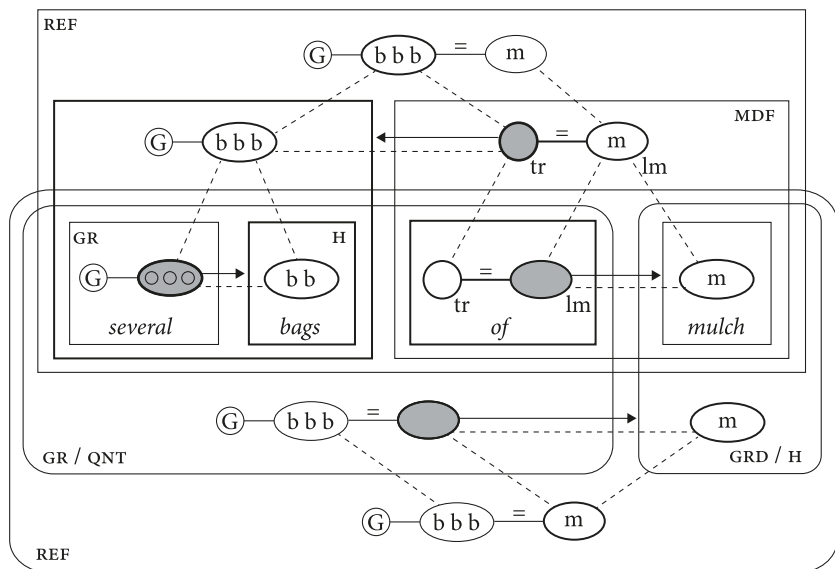 REF
G b b b = m
MDF
G b b b = m
tr lm
GR H
G b b = m
tr lm
several bags of mulch
G b b b = m
GR / QNT GRD / H
G b b b = m
REF